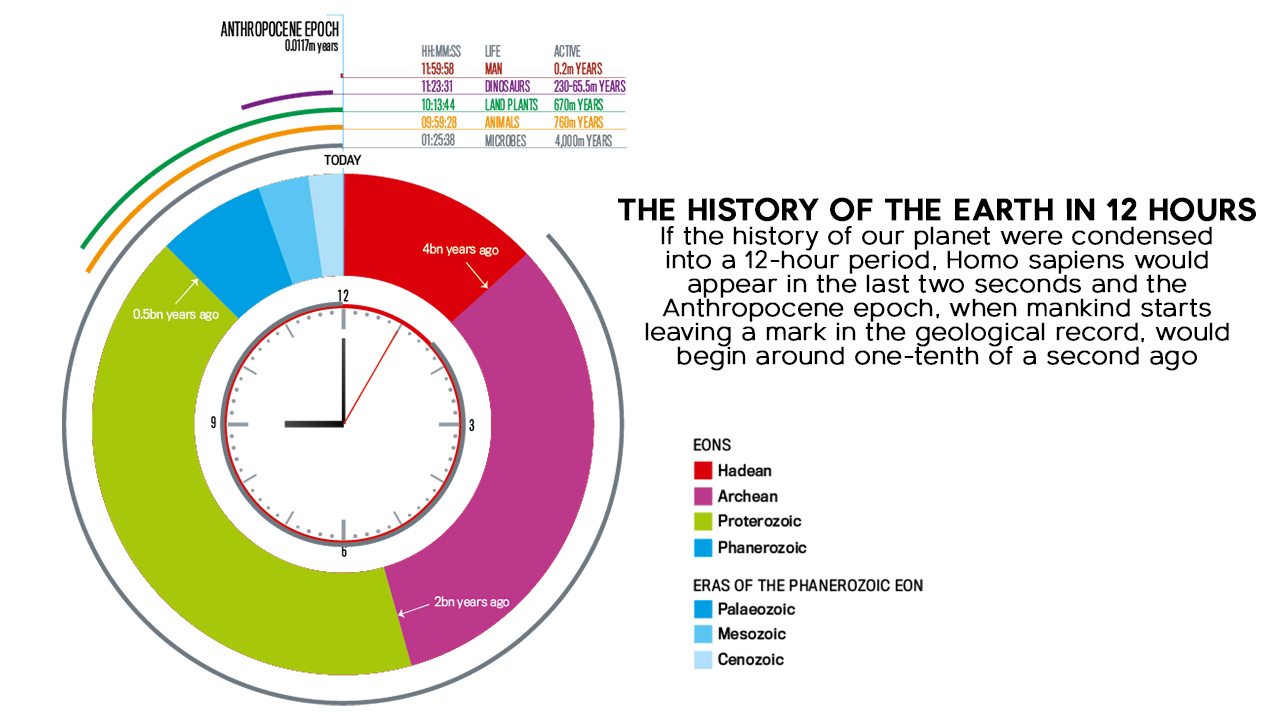 ANTHROPOCENE EPOCH
0.0117m years
HH:MM:SS LIFE ACTIVE
11:59:58 MAN 0.2m YEARS
11:23:31 DINOSAURS 230-65.5m YEARS
10:13:44 LAND PLANTS 670m YEARS
09:59:28 ANIMALS 760m YEARS
01:25:38 MICROBES 4,000m YEARS
TODAY
THE HISTORY OF THE EARTH IN 12 HOURS
If the history of our planet were condensed
into a 12-hour period, Homo sapiens would
appear in the last two seconds and the
Anthropocene epoch, when mankind starts
leaving a mark in the geological record, would
begin around one-tenth of a second ago
4bn years ago
0.5bn years ago
12
9
3
6
2bn years ago
EONS
Hadean
Archean
Proterozoic
Phanerozoic
ERAS OF THE PHANEROZOIC EON
Palaeozoic
Mesozoic
Cenozoic